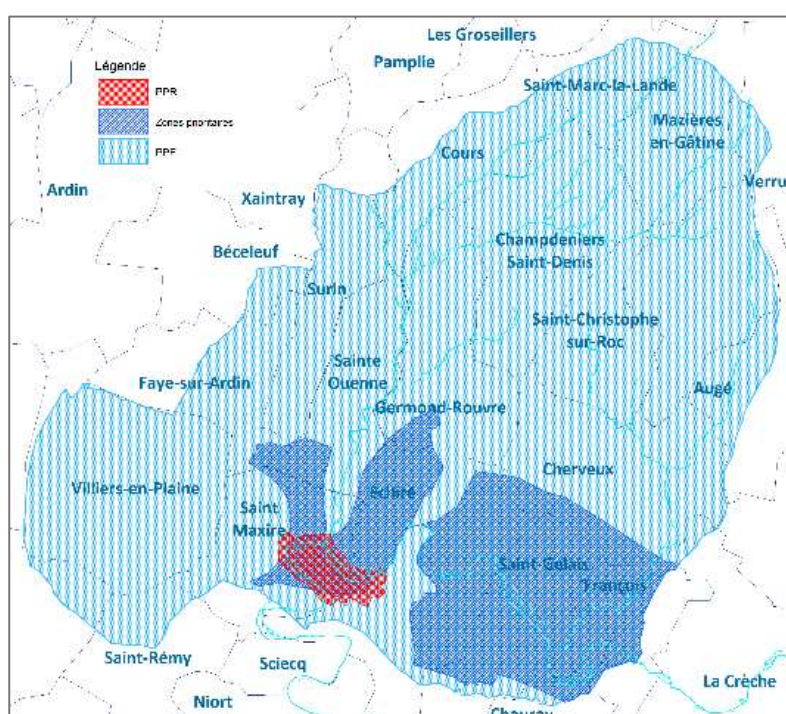 Les Groseillers
Pamplie
Légende
PPR
Zones prioritaires
PPE
Saint-Marc-la-Lande
Mazières
en-Gâtine
Cours
Ardin
Xaintray
Verru
Béceleuf
Champdeniers
Saint-Denis
Surin
Saint-Christophe
sur-Roc
Sainte
Ouenne
Faye-sur-Ardin
Augé
Germond-Rouvre
Cherveux
Villiers-en-Plaine
Echiré
Saint
Maxire
Saint-Gelais
François
Saint-Rémy
Sciecq
La Crèche
Niort
Chauray